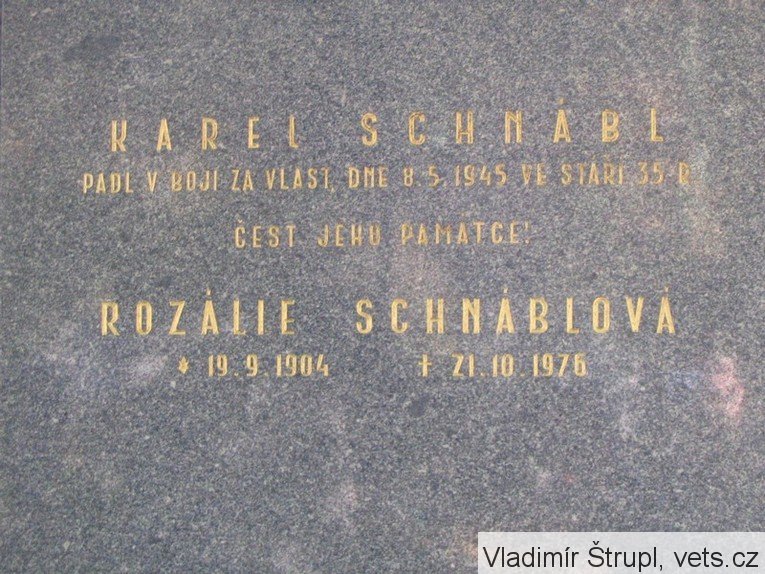 KAREL SCHNÁBL
PADL V BOJI ZA VLAST, DNE 8.5.1945 VE STAŘÍ 35 R.
ČEST JEHO PAMÁTCE!
ROZÁLIE SCHNÁBLOVÁ
* 19.9.1904 † 21.10.1976
Vladimír Štrupl, vets.cz